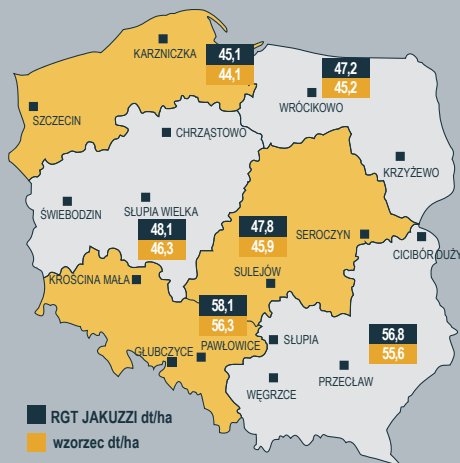 KARZNICZKA
45,1
44,1
47,2
45,2
WRÓCIKOWO
SZCZECIN
CHRZĄSTOWO
KRZYŻEWO
ŚWIEBODZIN
SŁUPIA WIELKA
48,1
46,3
47,8
45,9
SEROCZYN
CICIBÓR DUŻY
SULEJÓW
KROŚCINA MAŁA
58,1
56,3
PAWŁOWICE
GŁUBCZYCE
SŁUPIA
56,8
55,6
PRZECŁAW
WĘGRZCE
RGT JAKUZZI dt/ha
wzorzec dt/ha